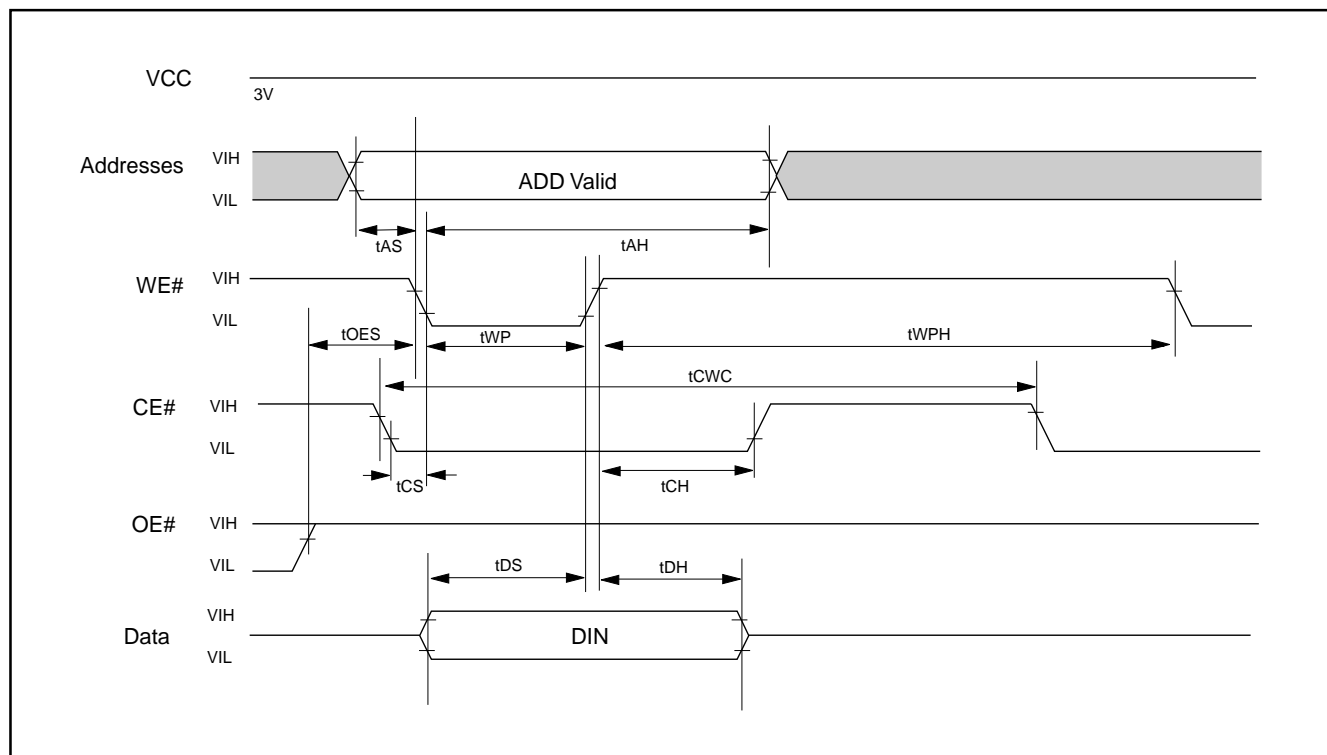 VCC
3V
Addresses
VIH
VIL
ADD Valid
tAS
tAH
WE#
VIH
VIL
tOES
tWP
tWPH
tCWC
CE#
VIH
VIL
tCS
tCH
OE#
VIH
VIL
tDS
tDH
Data
VIH
VIL
DIN